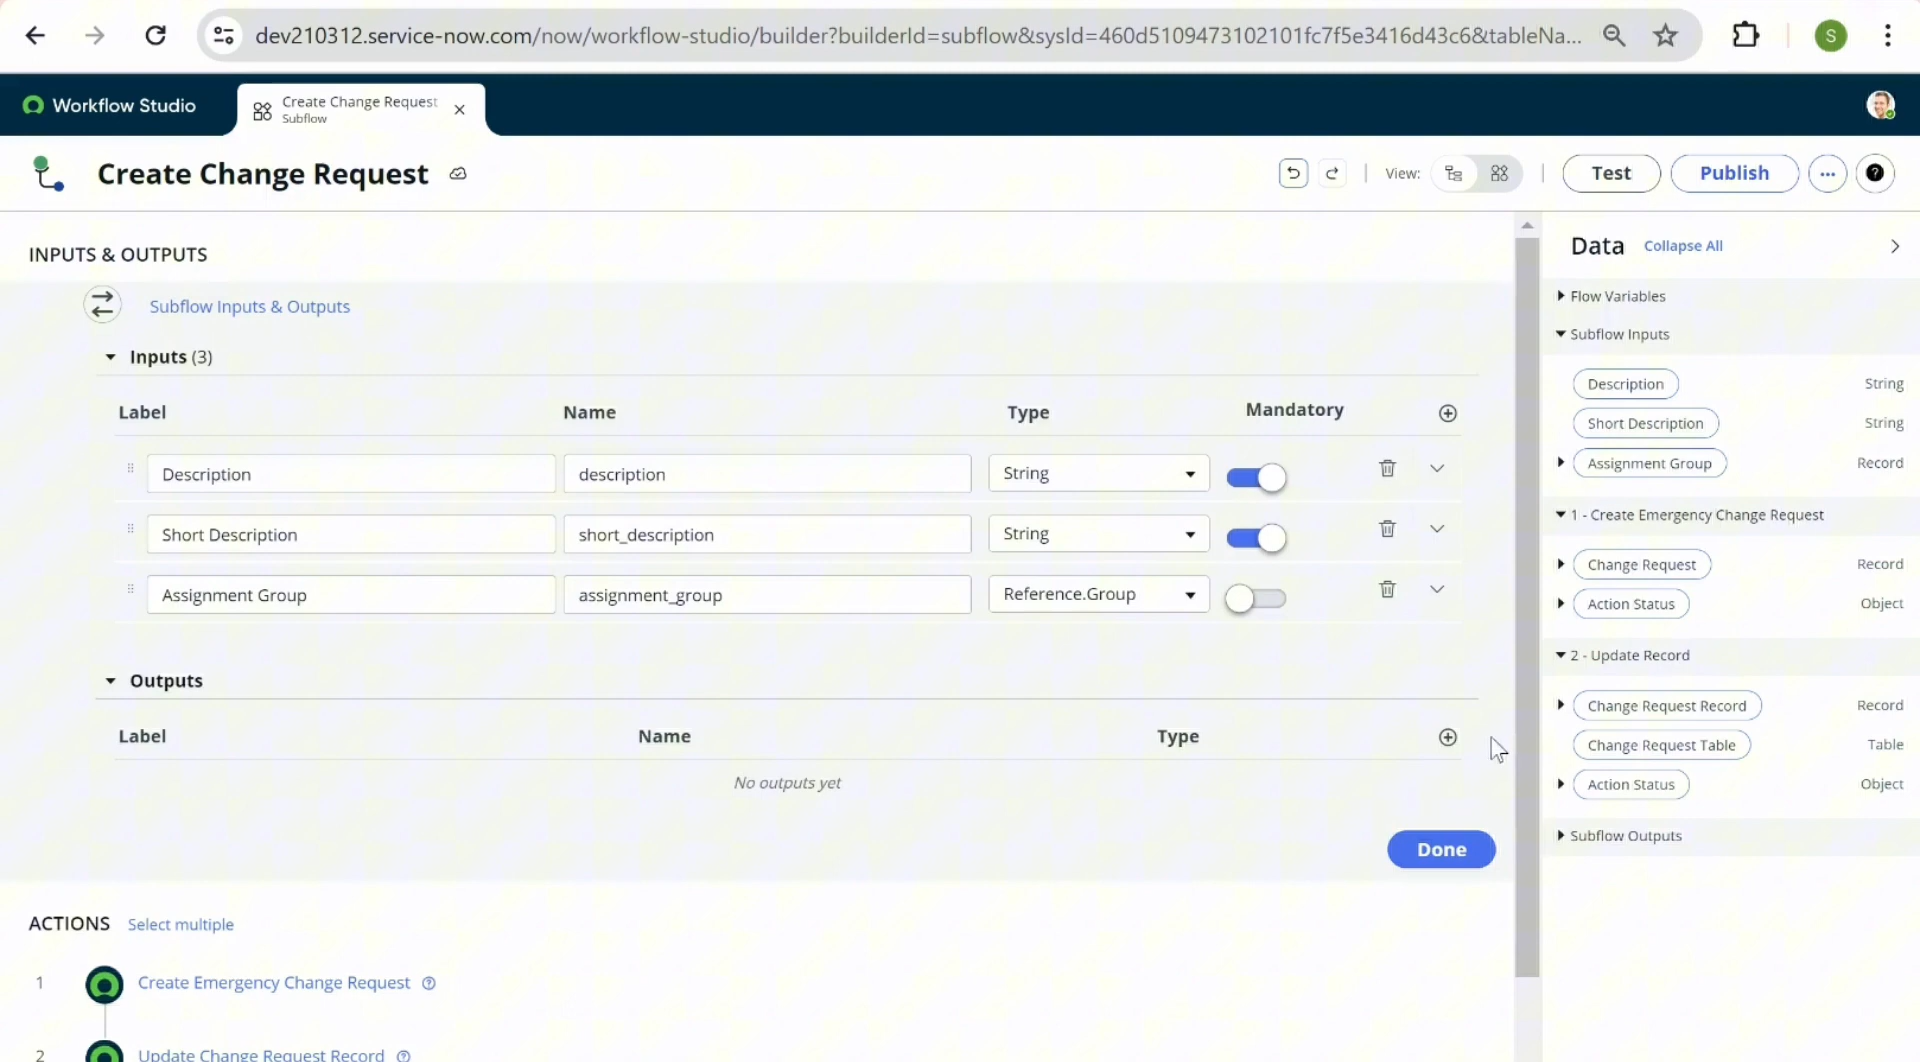 dev210312.service-now.com/now/workflow-studio/builder?builderId=subflow&sysId=460d5109473102101fc7f5e3416d43c6&tableNa...
S
Workflow Studio
Create Change Request
Subflow
Create Change Request
View:
Test
Publish
INPUTS & OUTPUTS
Subflow Inputs & Outputs
Inputs (3)
Label Name Type Mandatory
Description description String
Short Description short_description String
Assignment Group assignment_group Reference.Group
Outputs
Label Name Type
No outputs yet
Done
ACTIONS Select multiple
1 Create Emergency Change Request
2 Update Change Request Record
Data Collapse All
Flow Variables
Subflow Inputs
Description String
Short Description String
Assignment Group Record
1 - Create Emergency Change Request
Change Request Record
Action Status Object
2 - Update Record
Change Request Record Record
Change Request Table Table
Action Status Object
Subflow Outputs